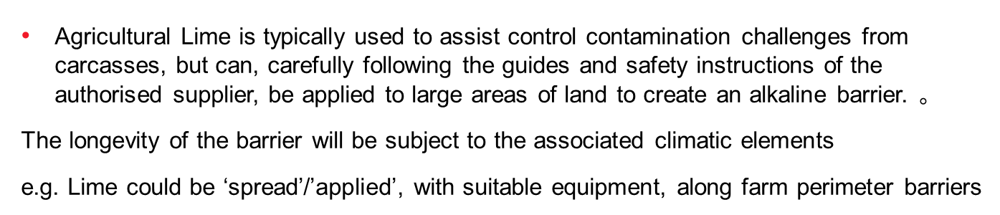 • Agricultural Lime is typically used to assist control contamination challenges from
carcasses, but can, carefully following the guides and safety instructions of the
authorised supplier, be applied to large areas of land to create an alkaline barrier. 。
The longevity of the barrier will be subject to the associated climatic elements
e.g. Lime could be ‘spread’/’applied’, with suitable equipment, along farm perimeter barriers